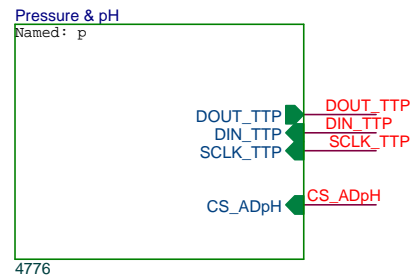 Pressure & pH
Named: p
DOUT_TTP DOUT_TTP
DIN_TTP DIN_TTP
SCLK_TTP SCLK_TTP
CS_ADpH CS_ADpH
4776